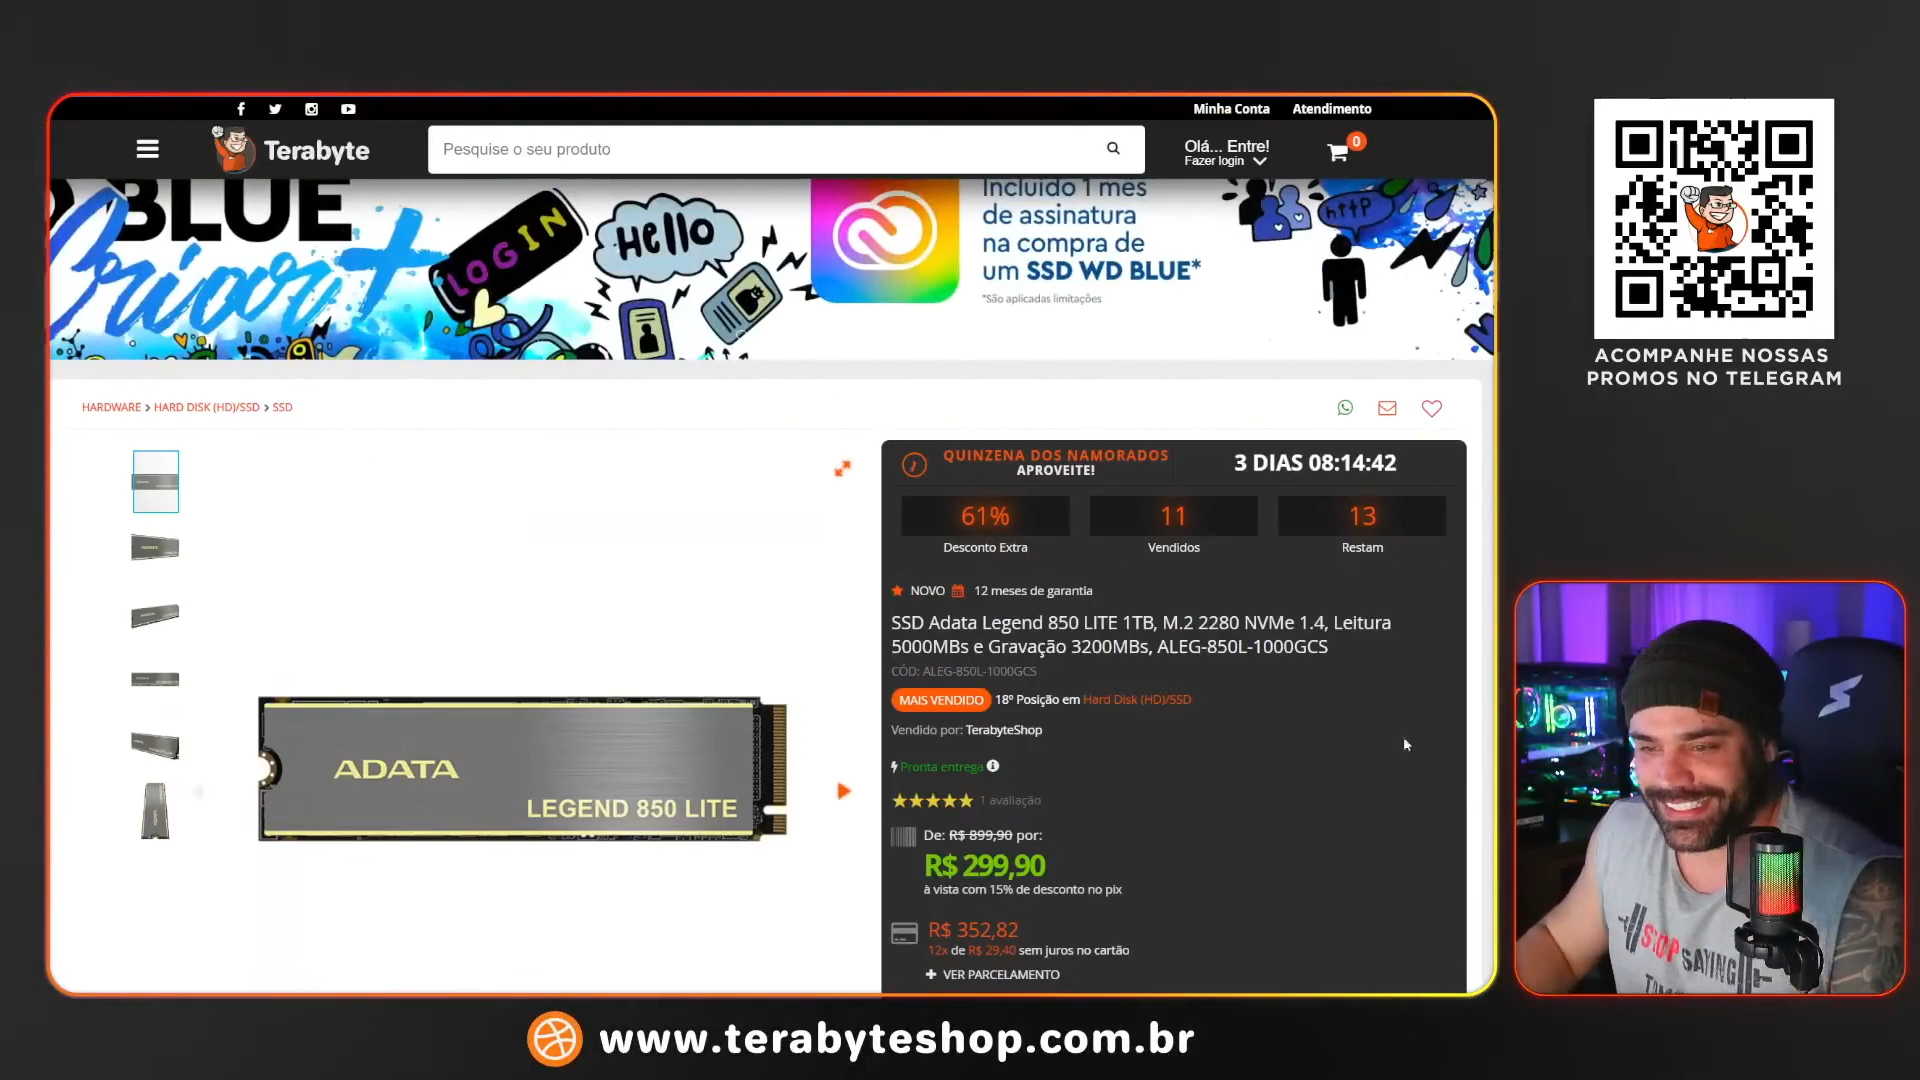 Minha Conta
Atendimento
Terabyte
Pesquise o seu produto
Olá... Entre!
Fazer login
0
BLUE
Criar+
LOGIN
Hello
Incluído 1 mês
de assinatura
na compra de
um SSD WD BLUE*
*São aplicadas limitações
http
ACOMPANHE NOSSAS
PROMOS NO TELEGRAM
HARDWARE > HARD DISK (HD)/SSD > SSD
QUINZENA DOS NAMORADOS
APROVEITE!
3 DIAS 08:14:42
61%
Desconto Extra
11
Vendidos
13
Restam
NOVO
12 meses de garantia
SSD Adata Legend 850 LITE 1TB, M.2 2280 NVMe 1.4, Leitura
5000MBs e Gravação 3200MBs, ALEG-850L-1000GCS
CÓD: ALEG-850L-1000GCS
MAIS VENDIDO 18º Posição em Hard Disk (HD)/SSD
Vendido por: TerabyteShop
Pronta entrega
1 avaliação
De: R$ 899,90 por:
R$ 299,90
à vista com 15% de desconto no pix
R$ 352,82
12x de R$ 29,40 sem juros no cartão
+ VER PARCELAMENTO
ADATA
LEGEND 850 LITE
STOP
SAYING
www.terabyteshop.com.br